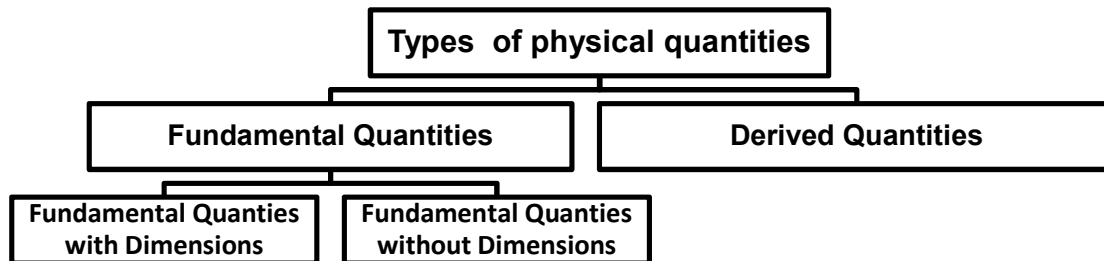 Types of physical quantities
Fundamental Quantities
Derived Quantities
Fundamental Quanties
with Dimensions
Fundamental Quanties
without Dimensions